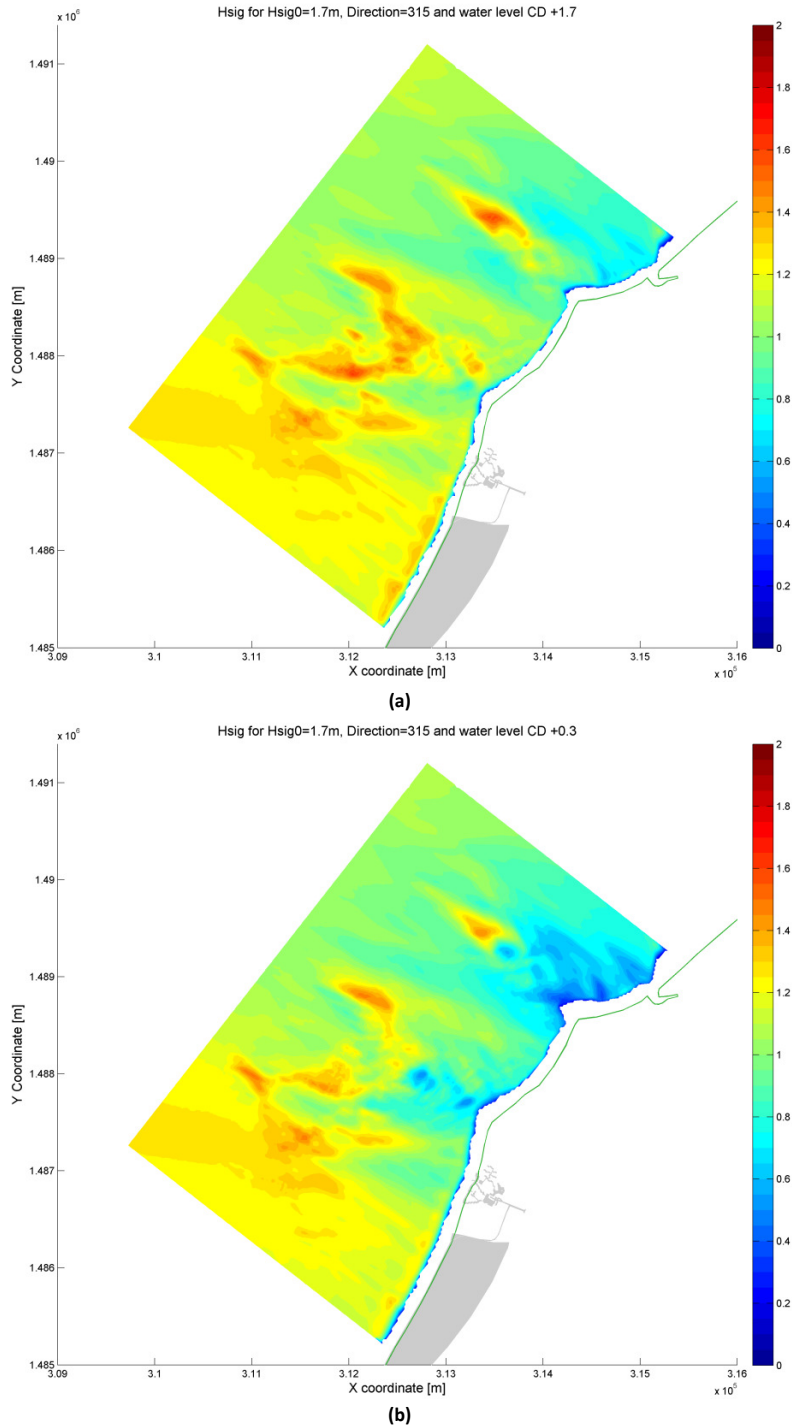 Hsig for Hsig0=1.7m, Direction=315 and water level CD +1.7
x 10⁶
2
1.491
1.8
1.6
1.49
1.4
1.489
1.2
Y Coordinate [m]
1
1.488
0.8
1.487
0.6
0.4
1.486
0.2
1.485
0
3.09 3.1 3.11 3.12 3.13 3.14 3.15 3.16
X coordinate [m]
x 10⁵
(a)
Hsig for Hsig0=1.7m, Direction=315 and water level CD +0.3
x 10⁶
2
1.491
1.8
1.6
1.49
1.4
1.489
1.2
Y Coordinate [m]
1
1.488
0.8
1.487
0.6
0.4
1.486
0.2
1.485
0
3.09 3.1 3.11 3.12 3.13 3.14 3.15 3.16
X coordinate [m]
x 10⁵
(b)